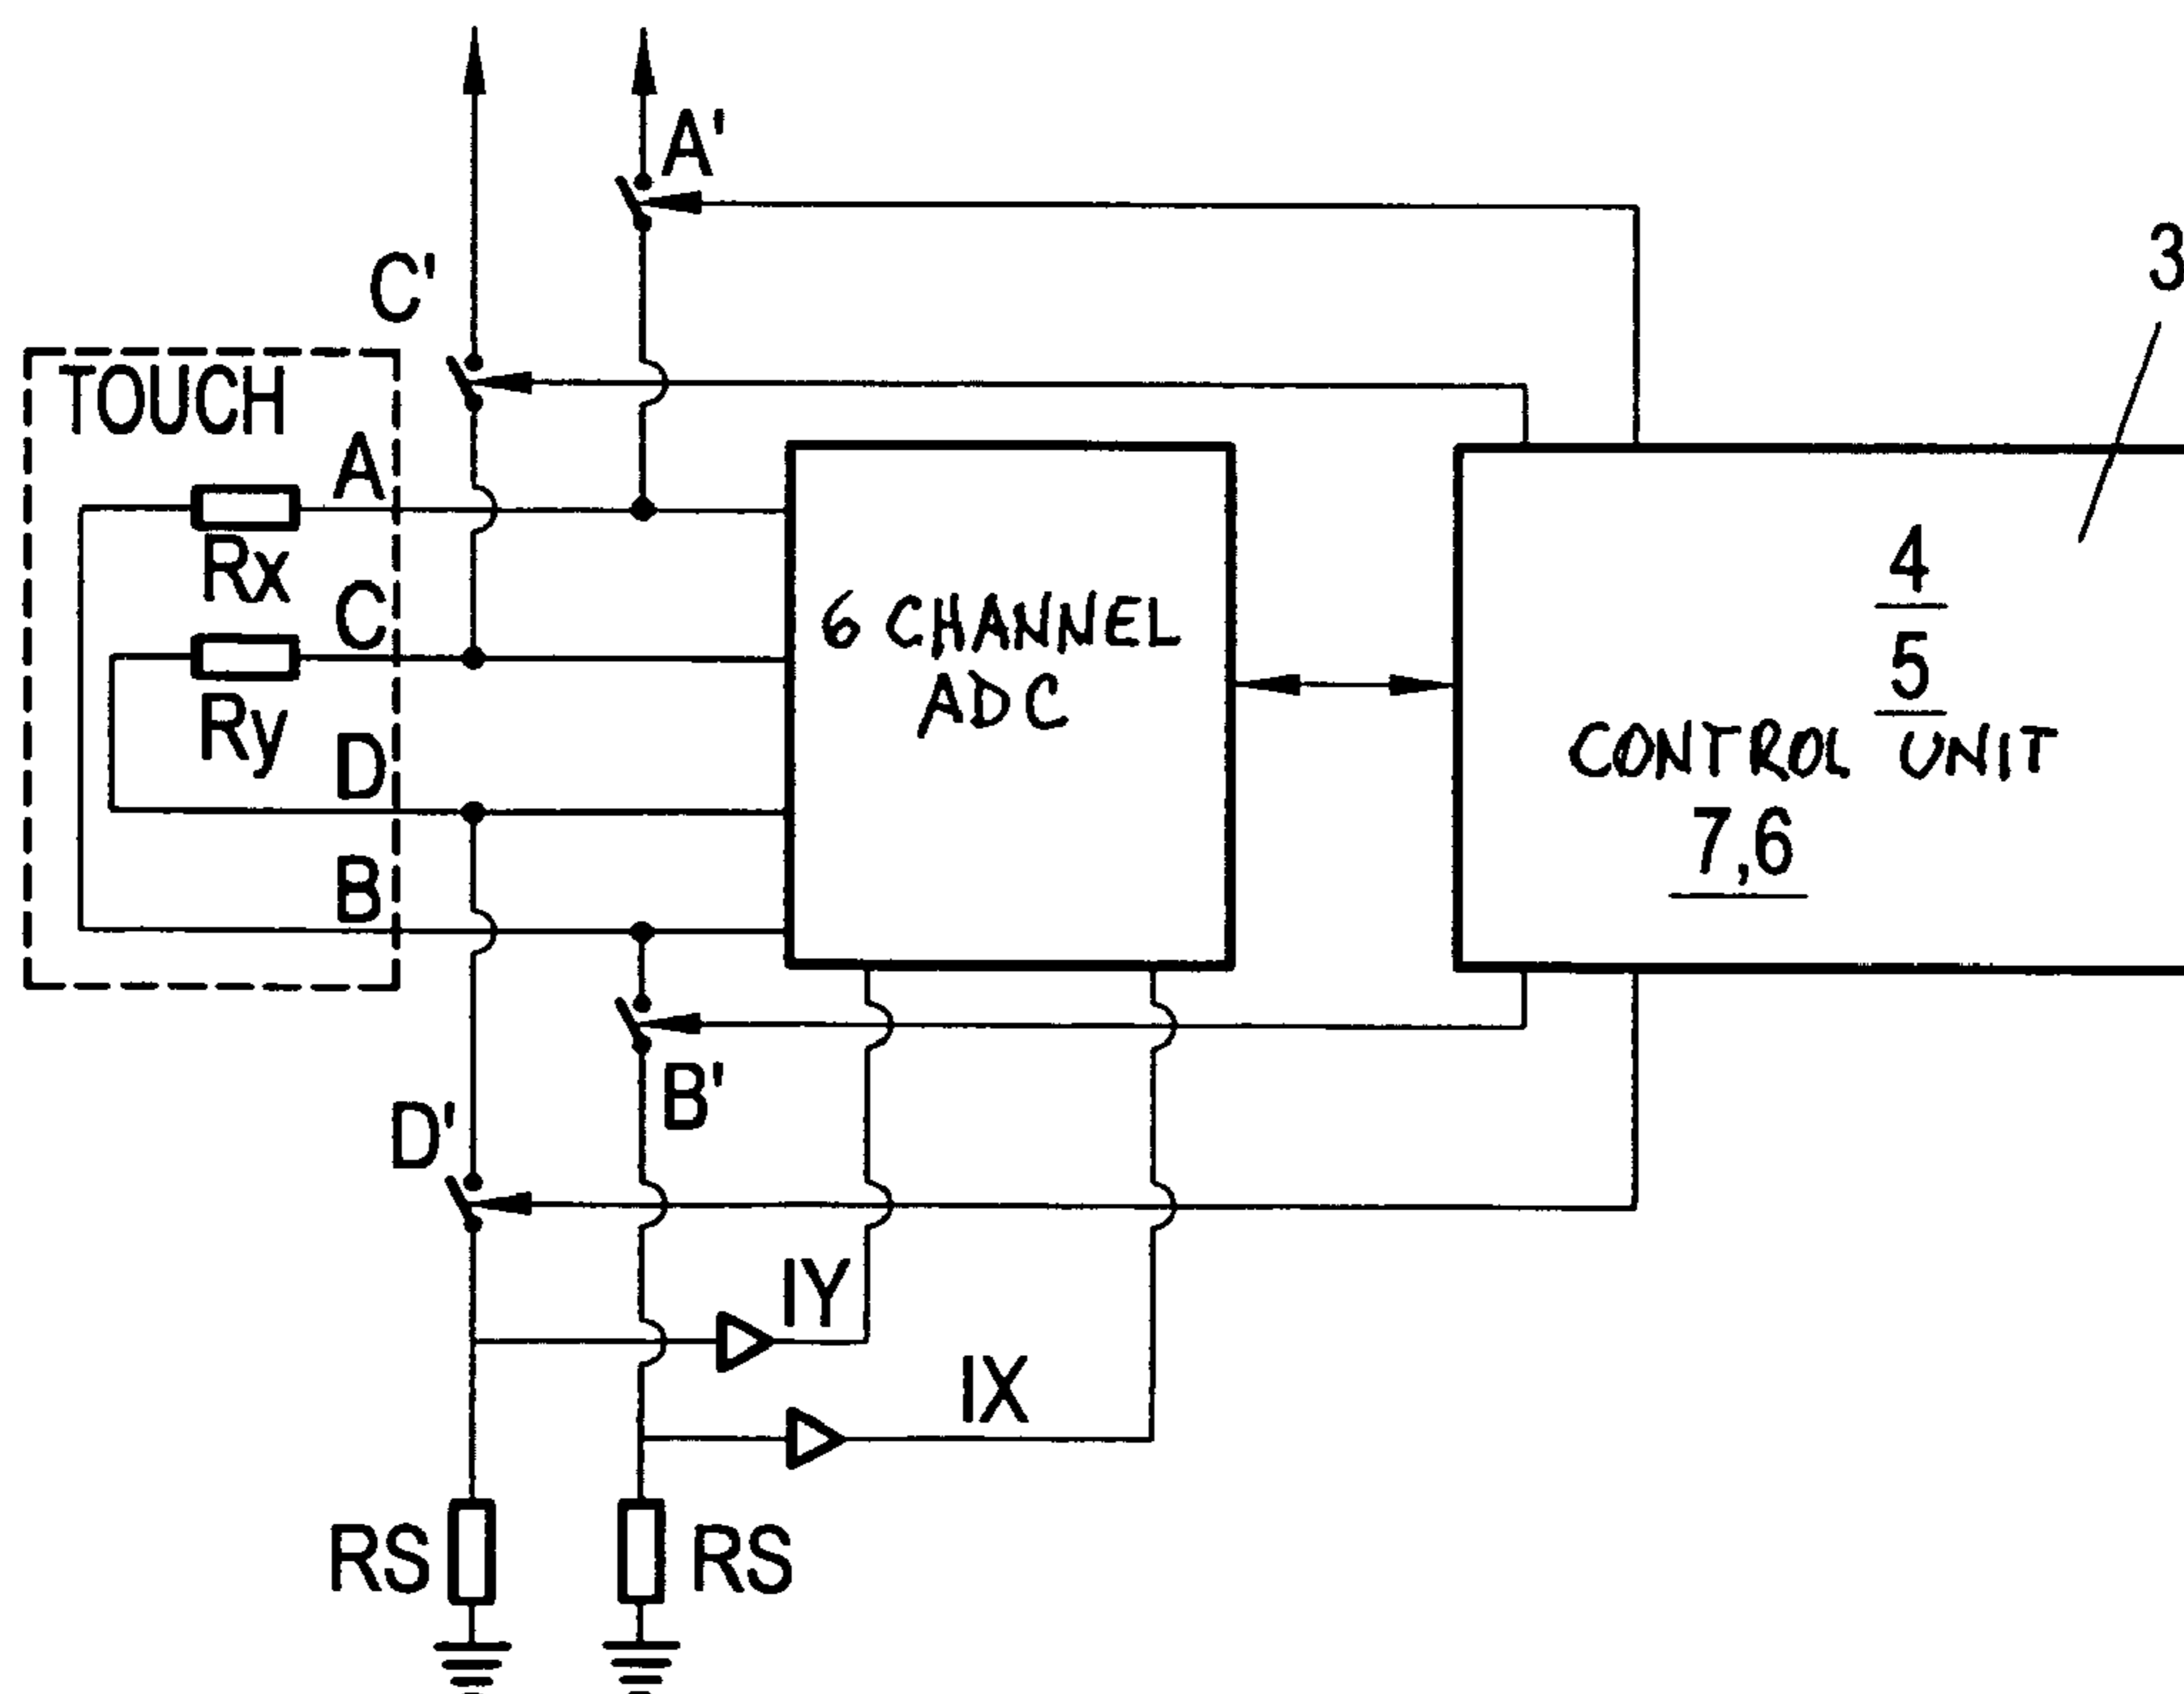 A'
C'
3
TOUCH
A
Rx
C
Ry
D
B
6 CHANNEL
ADC
4
5
CONTROL UNIT
7,6
B'
D'
IY
IX
RS
RS